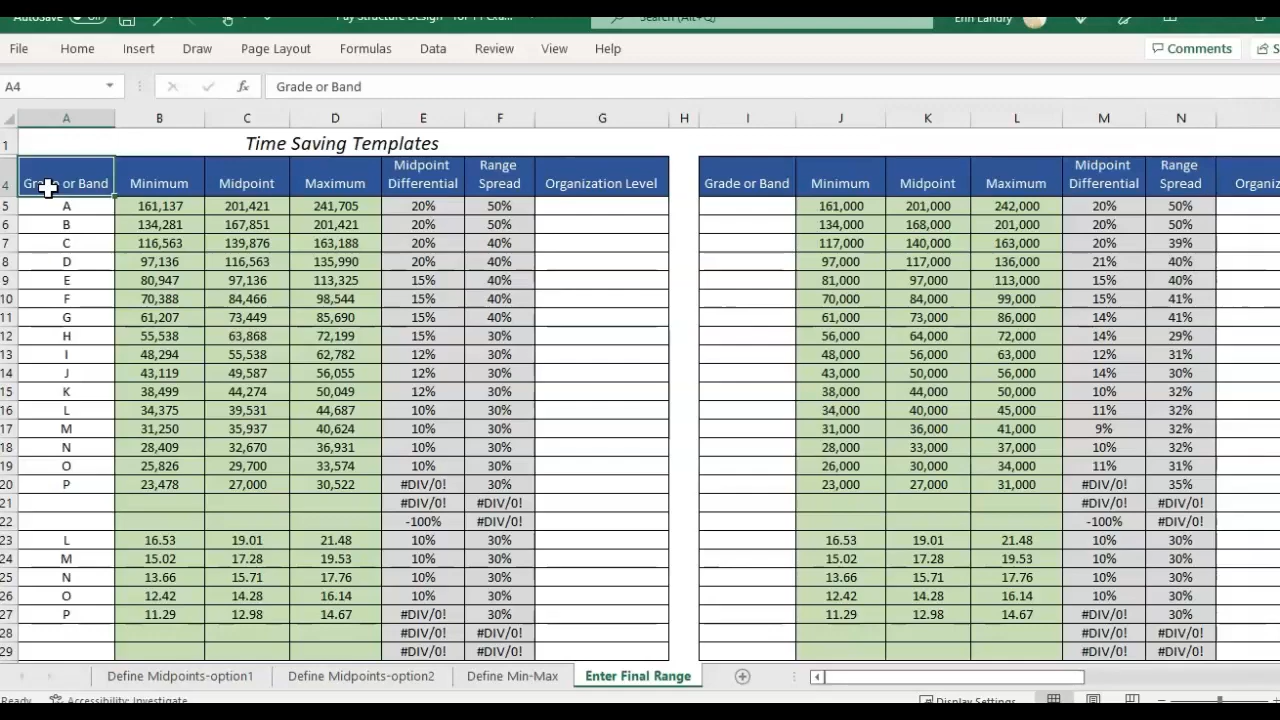 AutoSave Off Pay Structure Design Search (Alt+Q) Erin Landry
File Home Insert Draw Page Layout Formulas Data Review View Help Comments S
A4 fx Grade or Band
A B C D E F G H I J K L M N
1 Time Saving Templates
4 Grade or Band Minimum Midpoint Maximum Midpoint Differential Range Spread Organization Level Grade or Band Minimum Midpoint Maximum Midpoint Differential Range Spread Organiz
5 A 161,137 201,421 241,705 20% 50% 161,000 201,000 242,000 20% 50%
6 B 134,281 167,851 201,421 20% 50% 134,000 168,000 201,000 20% 50%
7 C 116,563 139,876 163,188 20% 40% 117,000 140,000 163,000 20% 39%
8 D 97,136 116,563 135,990 20% 40% 97,000 117,000 136,000 21% 40%
9 E 80,947 97,136 113,325 15% 40% 81,000 97,000 113,000 15% 40%
10 F 70,388 84,466 98,544 15% 40% 70,000 84,000 99,000 15% 41%
11 G 61,207 73,449 85,690 15% 40% 61,000 73,000 86,000 14% 41%
12 H 55,538 63,868 72,199 15% 30% 56,000 64,000 72,000 14% 29%
13 I 48,294 55,538 62,782 12% 30% 48,000 56,000 63,000 12% 31%
14 J 43,119 49,587 56,055 12% 30% 43,000 50,000 56,000 14% 30%
15 K 38,499 44,274 50,049 12% 30% 38,000 44,000 50,000 10% 32%
16 L 34,375 39,531 44,687 10% 30% 34,000 40,000 45,000 11% 32%
17 M 31,250 35,937 40,624 10% 30% 31,000 36,000 41,000 9% 32%
18 N 28,409 32,670 36,931 10% 30% 28,000 33,000 37,000 10% 32%
19 O 25,826 29,700 33,574 10% 30% 26,000 30,000 34,000 11% 31%
20 P 23,478 27,000 30,522 #DIV/0! 30% 23,000 27,000 31,000 #DIV/0! 35%
21 #DIV/0! #DIV/0! #DIV/0! #DIV/0!
22 -100% #DIV/0! -100% #DIV/0!
23 L 16.53 19.01 21.48 10% 30% 16.53 19.01 21.48 10% 30%
24 M 15.02 17.28 19.53 10% 30% 15.02 17.28 19.53 10% 30%
25 N 13.66 15.71 17.76 10% 30% 13.66 15.71 17.76 10% 30%
26 O 12.42 14.28 16.14 10% 30% 12.42 14.28 16.14 10% 30%
27 P 11.29 12.98 14.67 #DIV/0! 30% 11.29 12.98 14.67 #DIV/0! 30%
28 #DIV/0! #DIV/0! #DIV/0! #DIV/0!
29 #DIV/0! #DIV/0! #DIV/0! #DIV/0!
Define Midpoints-option1 Define Midpoints-option2 Define Min-Max Enter Final Range
Ready Accessibility: Investigate Display Settings